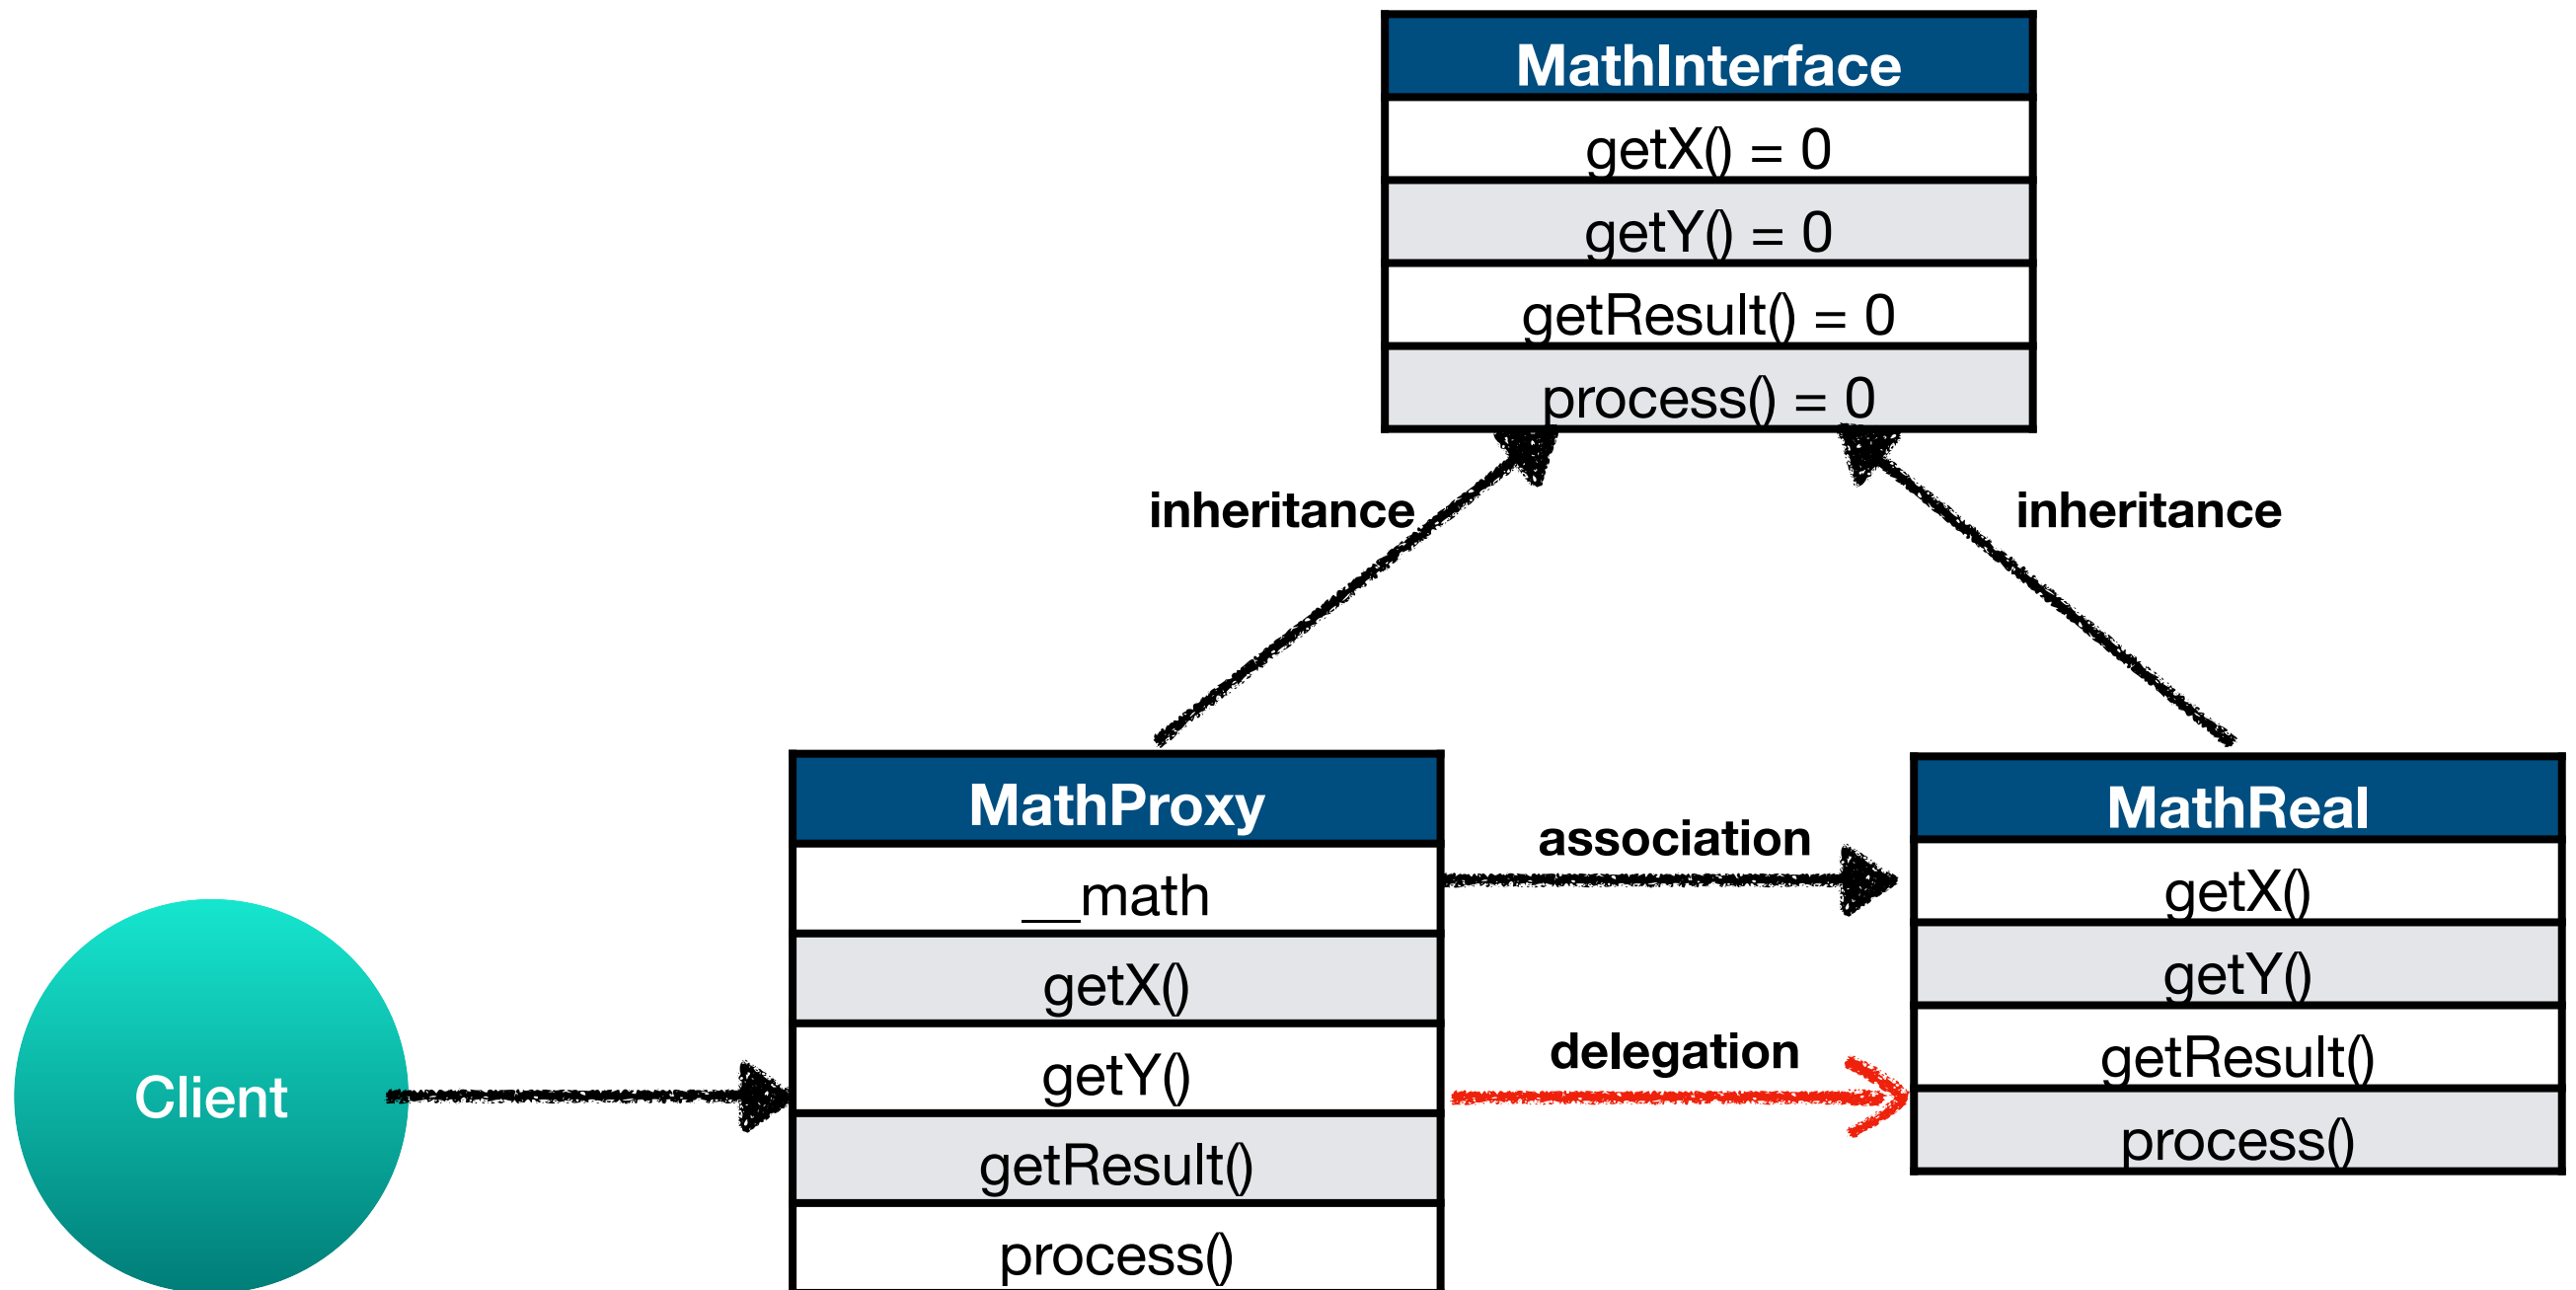 MathInterface
getX() = 0
getY() = 0
getResult() = 0
process() = 0
inheritance
inheritance
MathProxy
__math
getX()
getY()
getResult()
process()
association
delegation
MathReal
getX()
getY()
getResult()
process()
Client